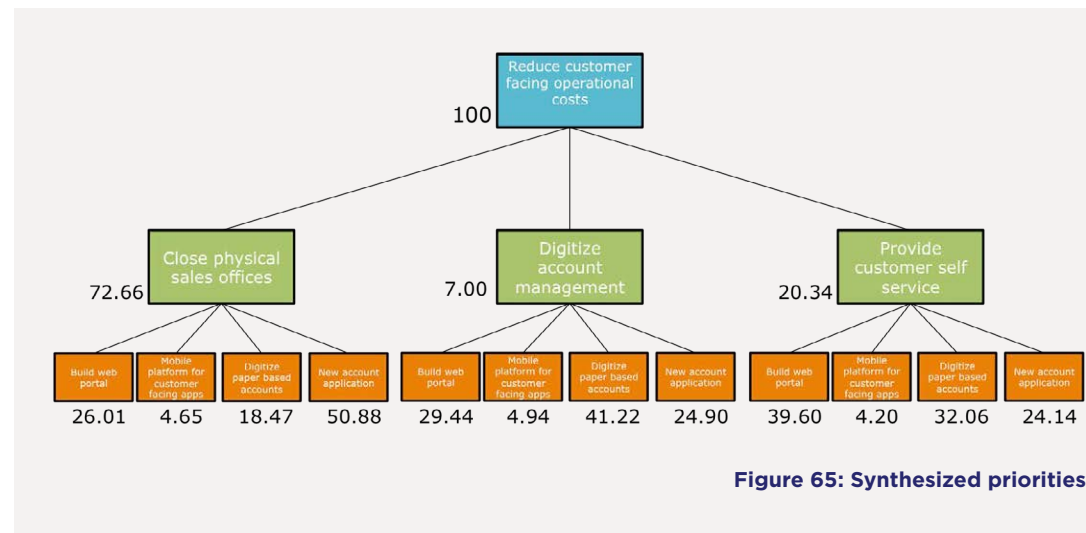 Reduce customer
facing operational
costs
100
Close physical
sales offices
72.66
Digitize
account
management
7.00
Provide
customer self
service
20.34
Build web
portal
Mobile
platform for
customer
facing apps
Digitize
paper based
accounts
New account
application
Build web
portal
Mobile
platform for
customer
facing apps
Digitize
paper based
accounts
New account
application
Build web
portal
Mobile
platform for
customer
facing apps
Digitize
paper based
accounts
New account
application
26.01 4.65 18.47 50.88 29.44 4.94 41.22 24.90 39.60 4.20 32.06 24.14
Figure 65: Synthesized priorities